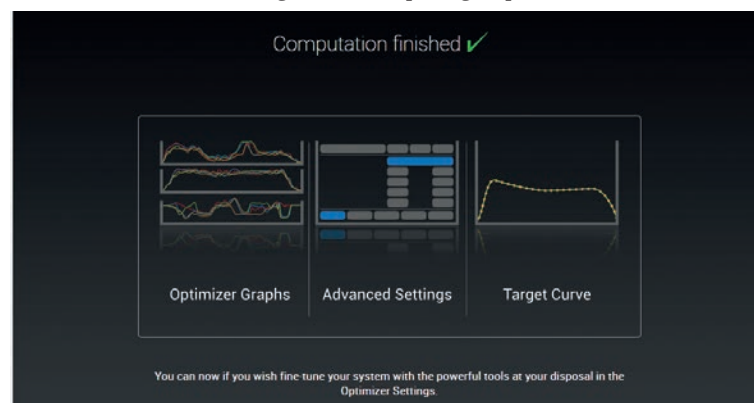 Computation finished
Optimizer Graphs
Advanced Settings
Target Curve
You can now if you wish fine-tune your system with the powerful tools at your disposal in the
Optimizer Settings.